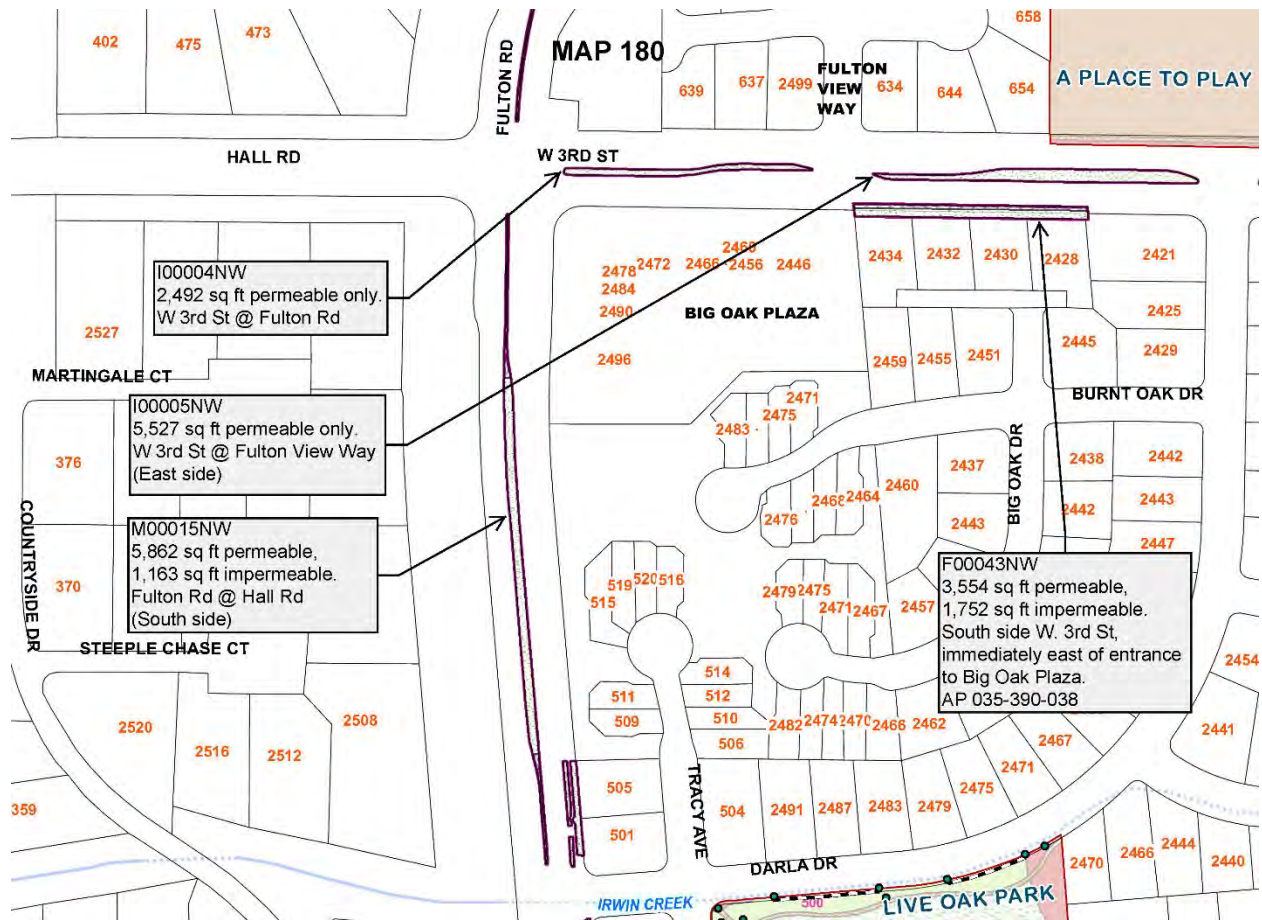 402
475
473
FULTON RD
MAP 180
639
637
2499
FULTON
VIEW
WAY
634
644
654
658
A PLACE TO PLAY
HALL RD
W 3RD ST
I00004NW
2,492 sq ft permeable only.
W 3rd St @ Fulton Rd
2527
MARTINGALE CT
I00005NW
5,527 sq ft permeable only.
W 3rd St @ Fulton View Way
(East side)
M00015NW
5,862 sq ft permeable,
1,163 sq ft impermeable.
Fulton Rd @ Hall Rd
(South side)
376
370
COUNTRYSIDE DR
STEEPLE CHASE CT
2520
2516
2512
2508
359
2478
2472
2466
2460
2456
2446
2484
2490
2496
BIG OAK PLAZA
2434
2432
2430
2428
2421
2425
2429
2459
2455
2451
2445
BURNT OAK DR
BIG OAK DR
2483
2475
2471
2476
2468
2464
2460
2437
2443
2438
2442
2442
2443
2447
F00043NW
3,554 sq ft permeable,
1,752 sq ft impermeable.
South side W. 3rd St,
immediately east of entrance
to Big Oak Plaza.
AP 035-390-038
515
519
520
516
2479
2475
2471
2467
2457
514
512
510
506
511
509
505
501
TRACY AVE
504
2482
2474
2470
2466
2462
2491
2487
2483
2479
2475
2471
2467
2454
2441
DARLA DR
2470
2466
2444
2440
IRWIN CREEK
500
LIVE OAK PARK